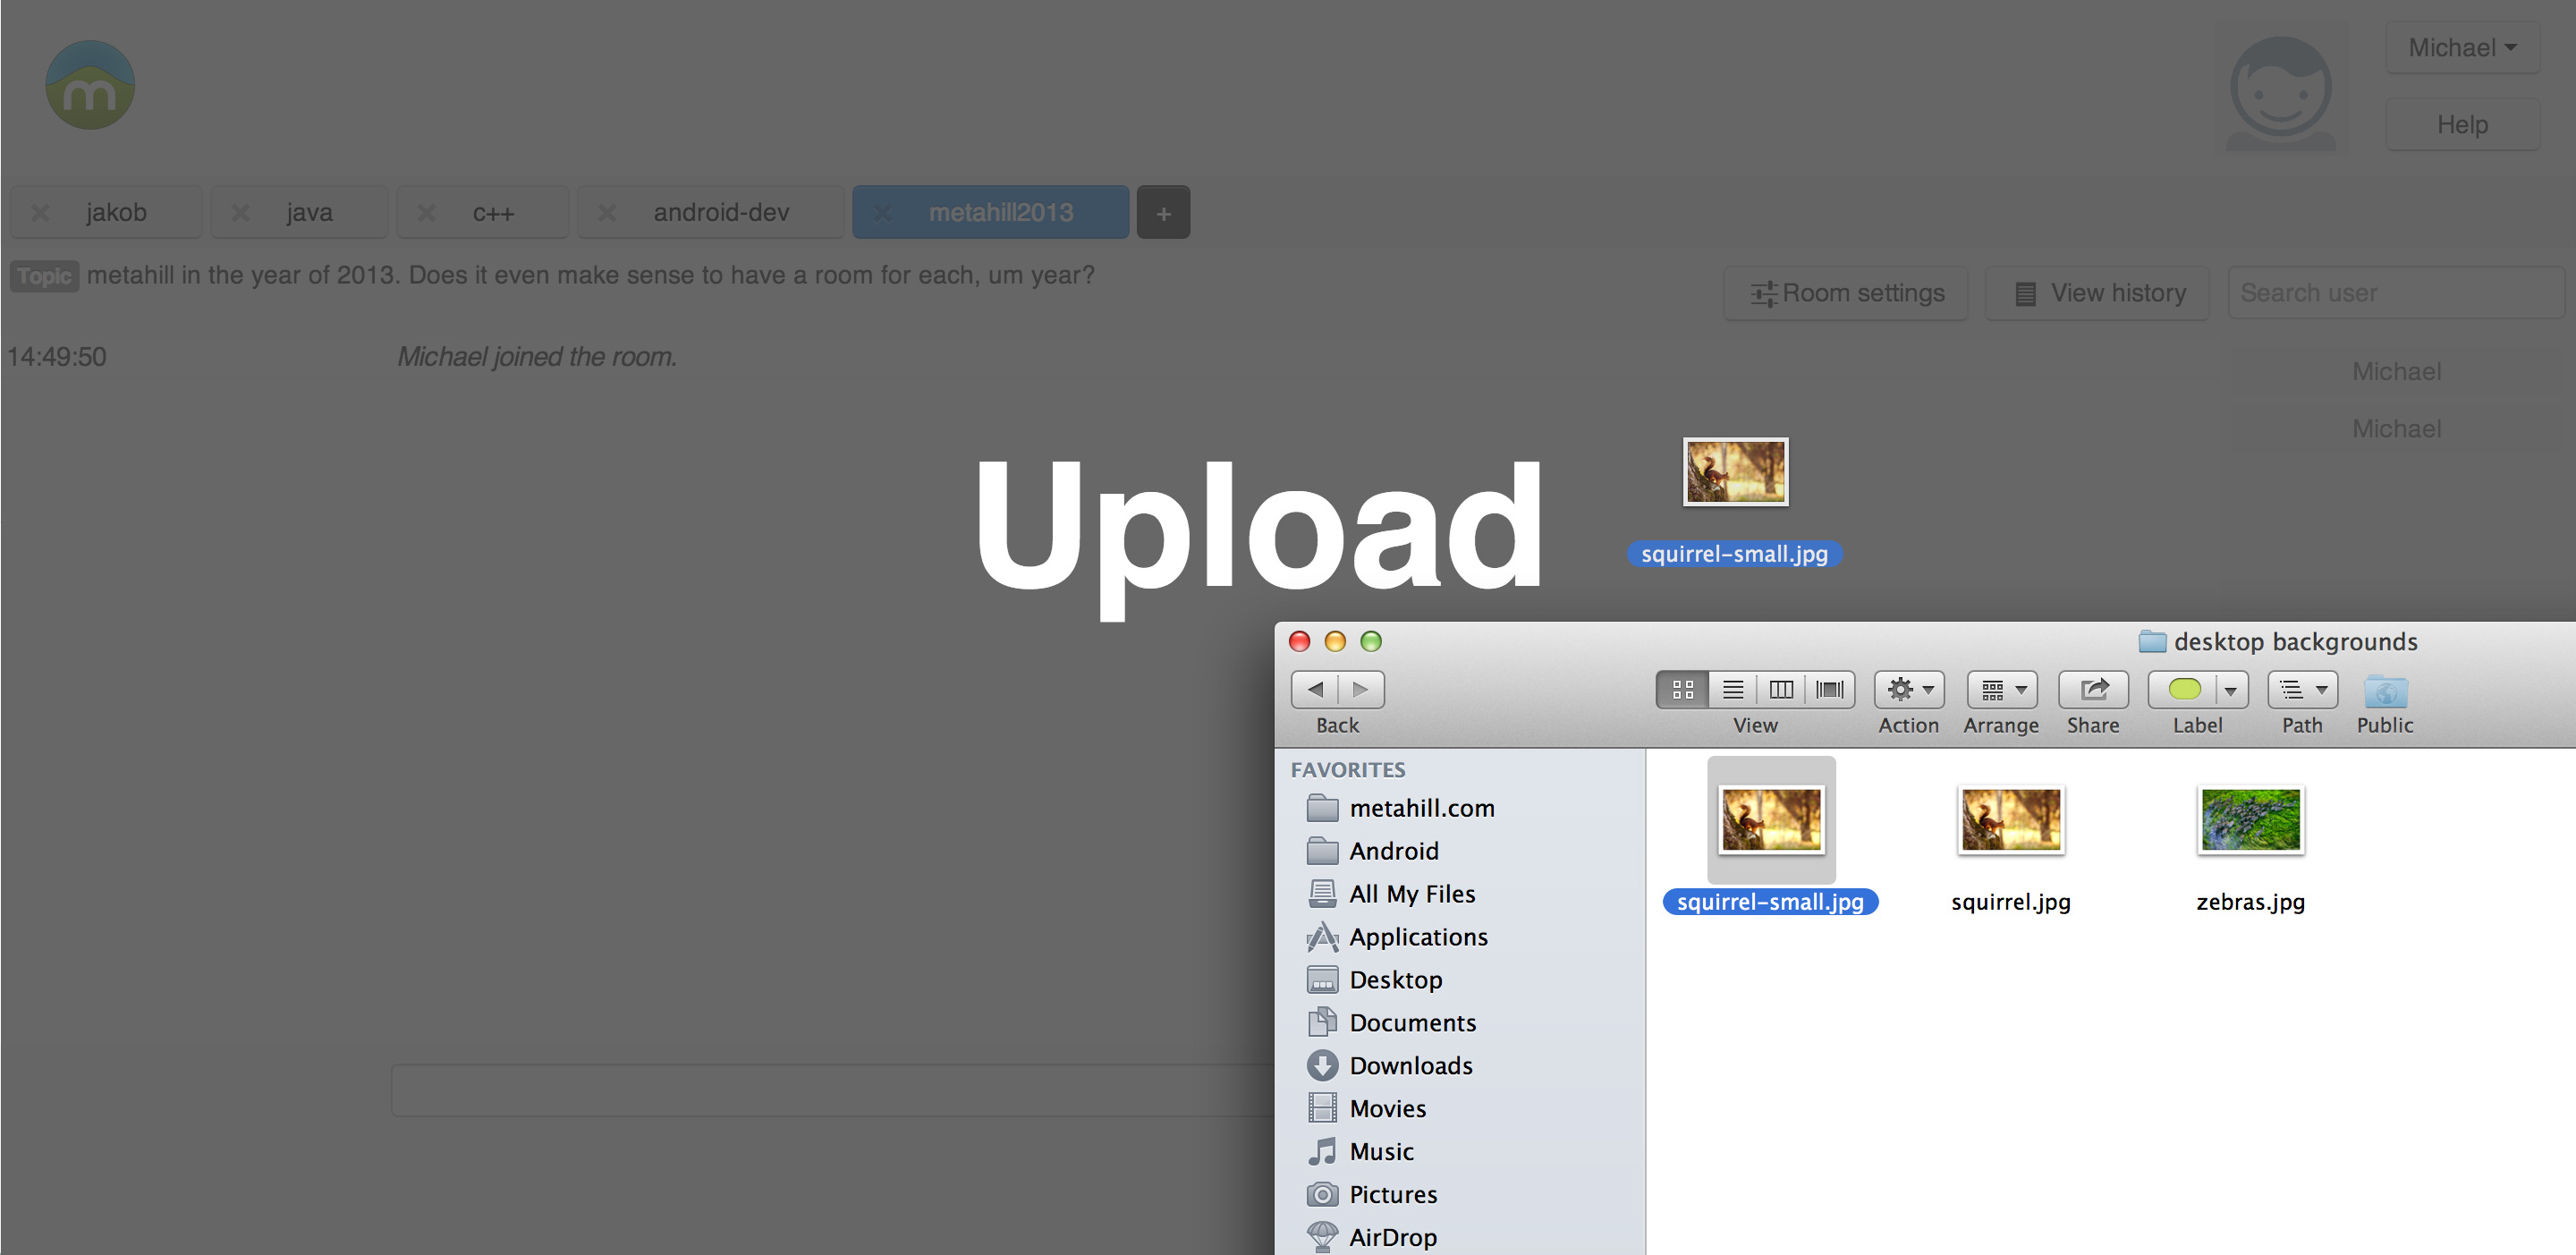 m
Michael
Help
jakob
java
c++
android-dev
metahill2013
+
Topic metahill in the year of 2013. Does it even make sense to have a room for each, um year?
Room settings
View history
Search user
14:49:50 Michael joined the room.
Michael
Michael
Upload
squirrel-small.jpg
desktop backgrounds
Back
View
Action
Arrange
Share
Label
Path
Public
FAVORITES
metahill.com
Android
All My Files
Applications
Desktop
Documents
Downloads
Movies
Music
Pictures
AirDrop
squirrel-small.jpg
squirrel.jpg
zebras.jpg